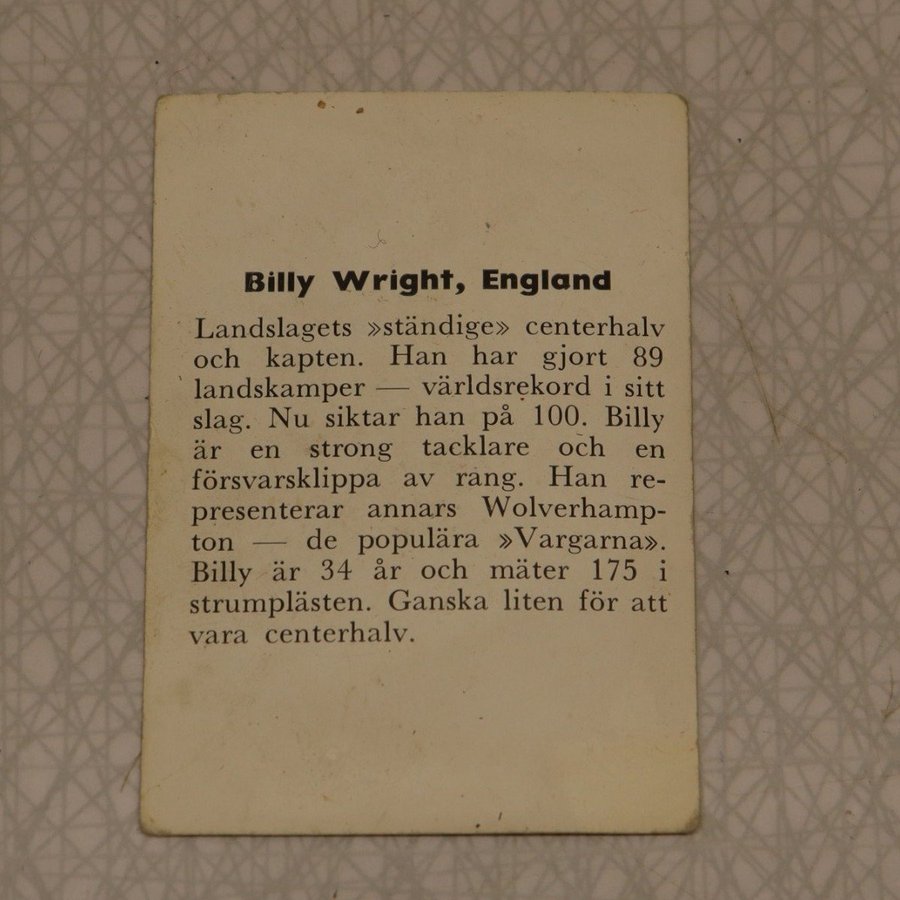 Billy Wright, England
Landslagets »ständige» centerhalv
och kapten. Han har gjort 89
landskamper — världsrekord i sitt
slag. Nu siktar han på 100. Billy
är en strong tacklare och en
försvarsklippa av rang. Han re-
presenterar annars Wolverhamp-
ton — de populära »Vargarna».
Billy är 34 år och mäter 175 i
strumplästen. Ganska liten för att
vara centerhalv.